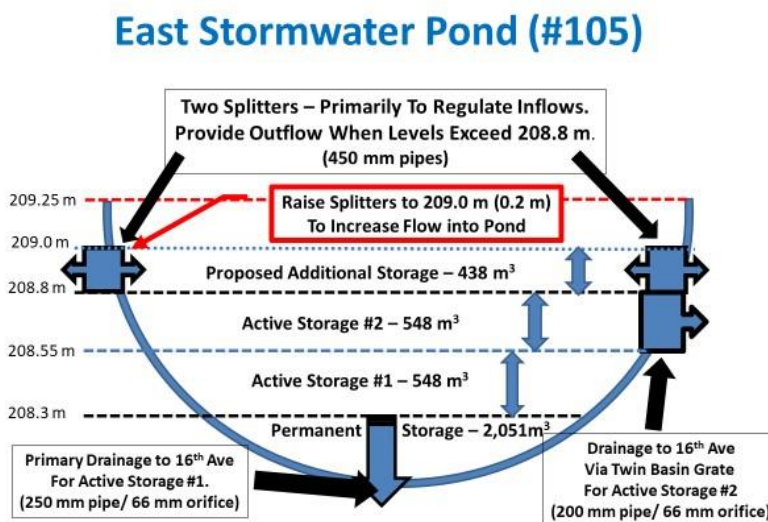 East Stormwater Pond (#105)
Two Splitters – Primarily To Regulate Inflows.
Provide Outflow When Levels Exceed 208.8 m.
(450 mm pipes)
209.25 m
Raise Splitters to 209.0 m (0.2 m)
To Increase Flow into Pond
209.0 m
Proposed Additional Storage – 438 m³
208.8 m
Active Storage #2 – 548 m³
208.55 m
Active Storage #1 – 548 m³
208.3 m
Permanent Storage – 2,051m³
Primary Drainage to 16th Ave
For Active Storage #1.
(250 mm pipe/ 66 mm orifice)
Drainage to 16th Ave
Via Twin Basin Grate
For Active Storage #2
(200 mm pipe/ 66 mm orifice)